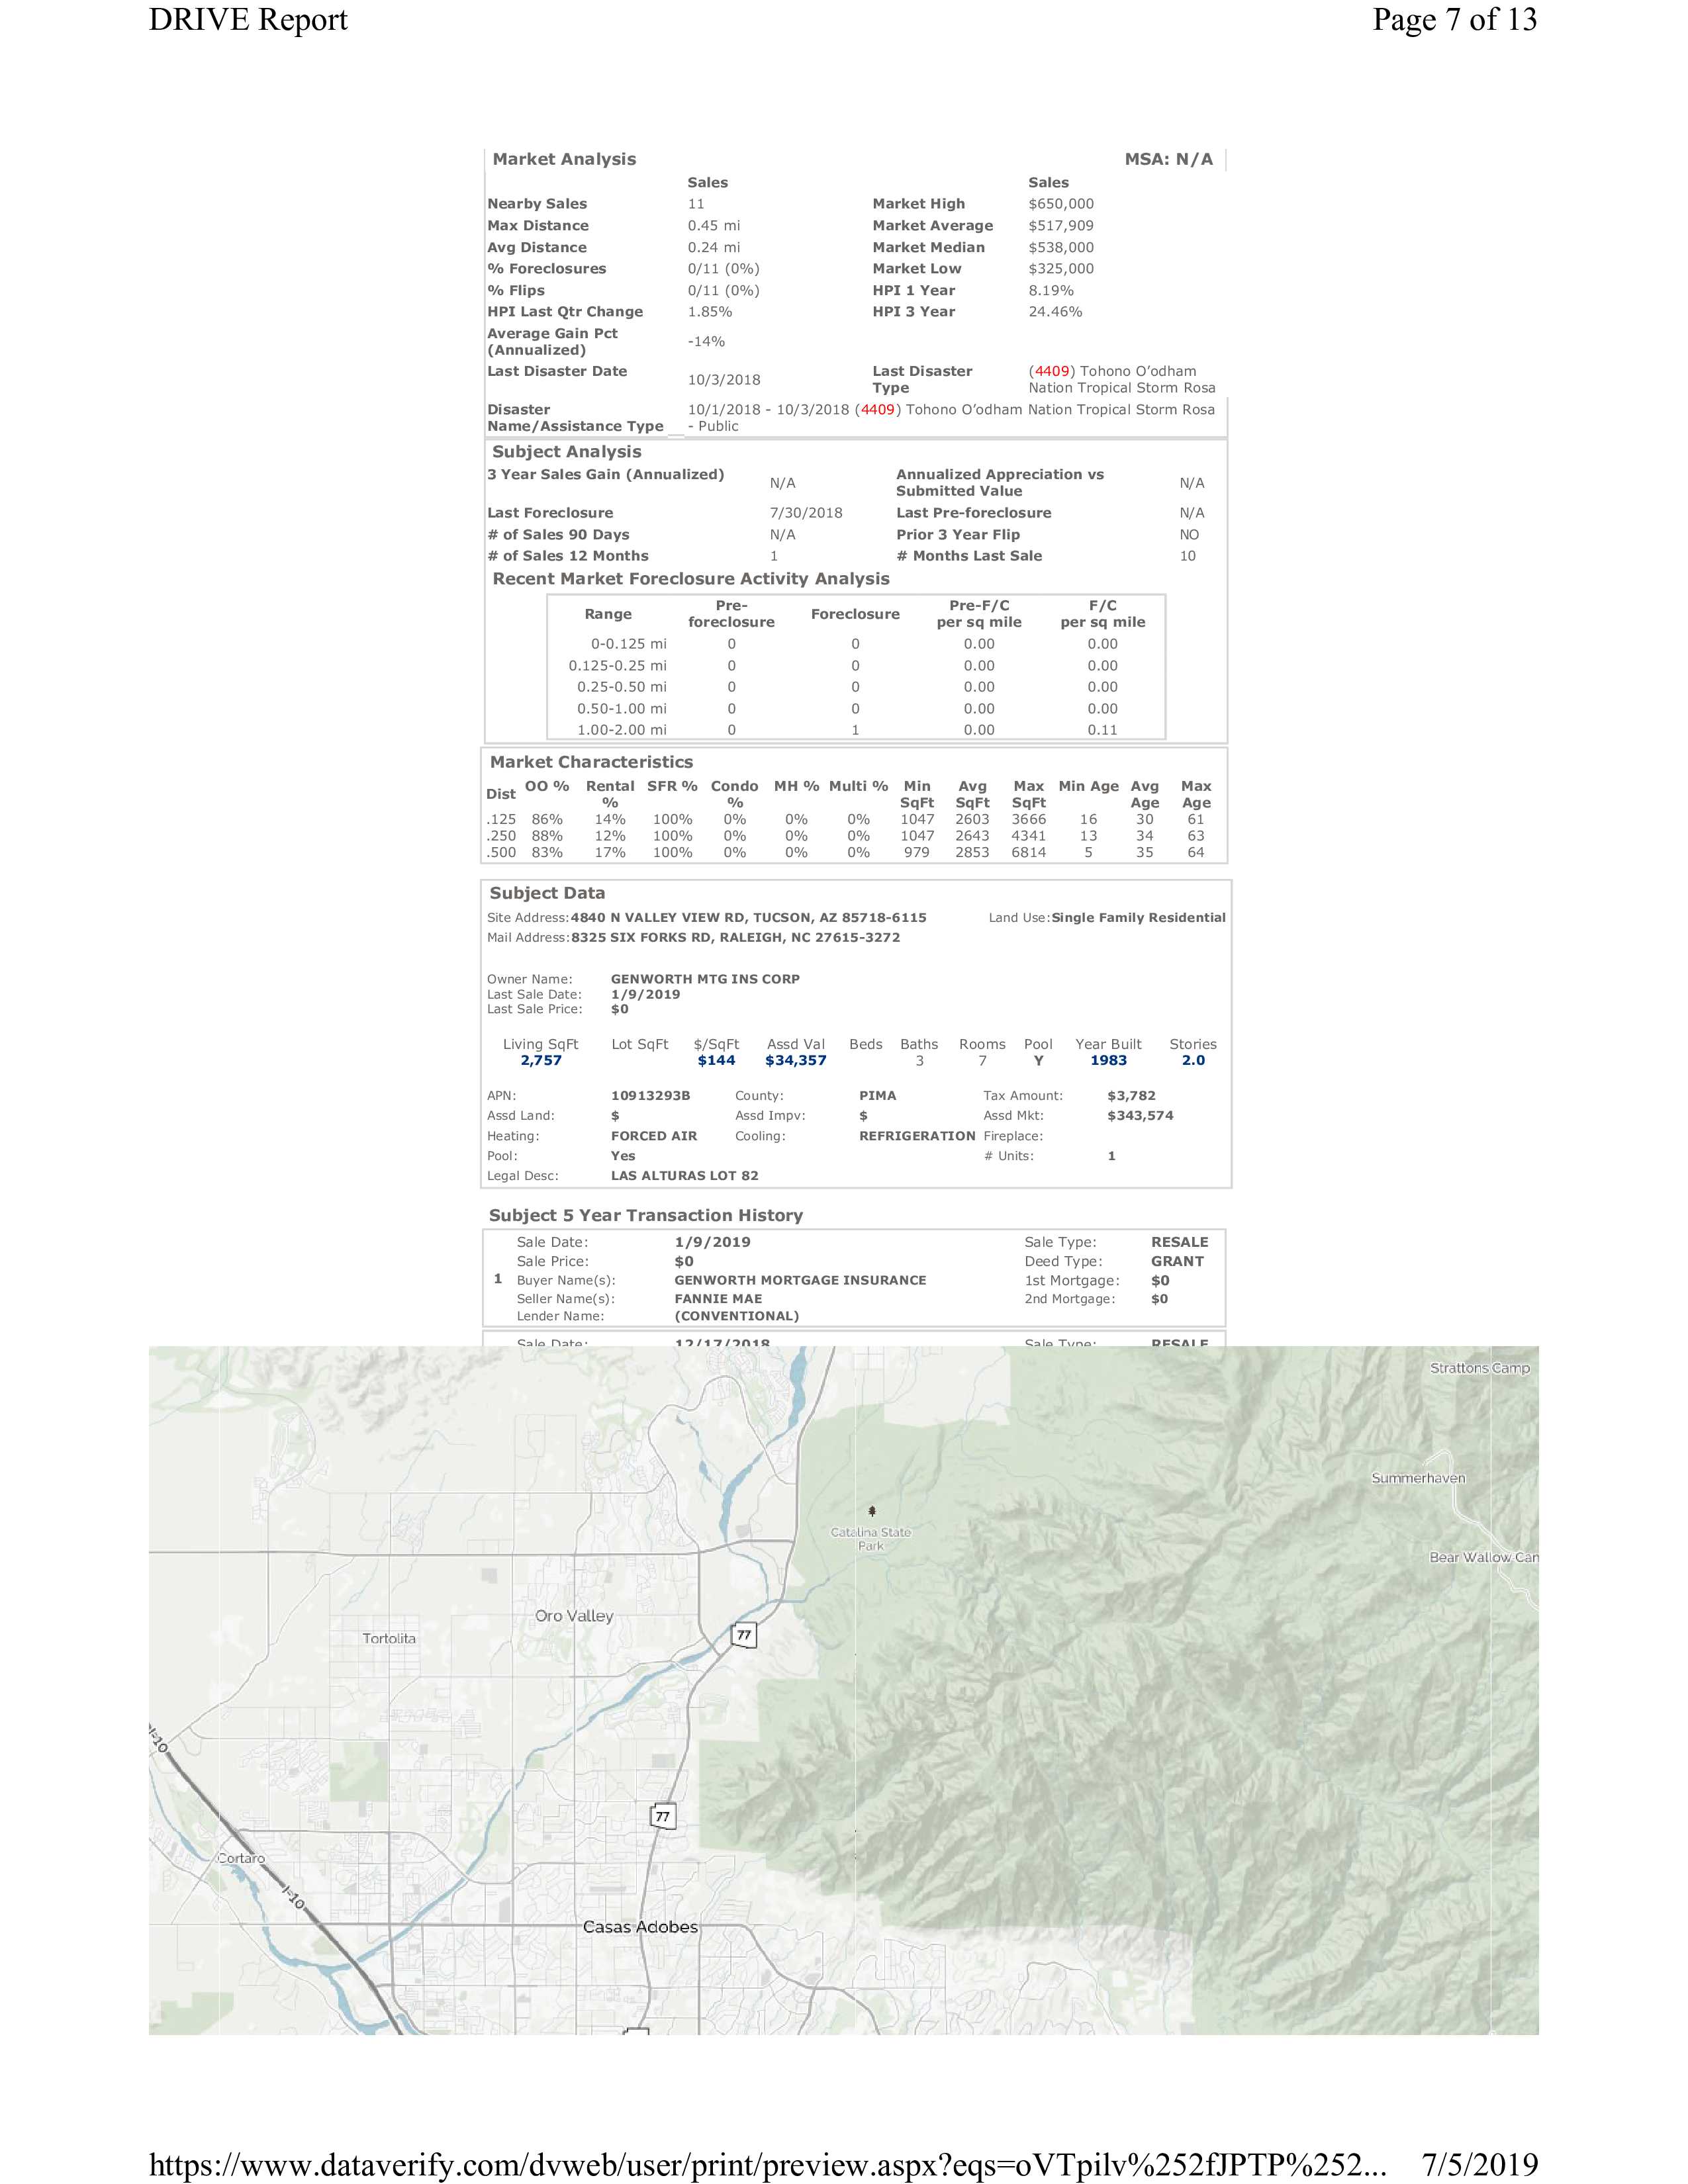 DRIVE Report Page 7 of 13
Market Analysis MSA: N/A
Sales Sales
Nearby Sales 11 Market High $650,000
Max Distance 0.45 mi Market Average $517,909
Avg Distance 0.24 mi Market Median $538,000
% Foreclosures 0/11 (0%) Market Low $325,000
% Flips 0/11 (0%) HPI 1 Year 8.19%
HPI Last Qtr Change 1.85% HPI 3 Year 24.46%
Average Gain Pct
(Annualized) -14%
Last Disaster Date 10/3/2018 Last Disaster (4409) Tohono O’odham
Type Nation Tropical Storm Rosa
Disaster 10/1/2018 - 10/3/2018 (4409) Tohono O’odham Nation Tropical Storm Rosa
Name/Assistance Type - Public
Subject Analysis
3 Year Sales Gain (Annualized) N/A Annualized Appreciation vs N/A
Submitted Value
Last Foreclosure 7/30/2018 Last Pre-foreclosure N/A
# of Sales 90 Days N/A Prior 3 Year Flip NO
# of Sales 12 Months 1 # Months Last Sale 10
Recent Market Foreclosure Activity Analysis
Range Pre- Foreclosure Pre-F/C F/C
foreclosure per sq mile per sq mile
0-0.125 mi 0 0 0.00 0.00
0.125-0.25 mi 0 0 0.00 0.00
0.25-0.50 mi 0 0 0.00 0.00
0.50-1.00 mi 0 0 0.00 0.00
1.00-2.00 mi 0 1 0.00 0.11
Market Characteristics
Dist OO % Rental SFR % Condo MH % Multi % Min Avg Max Min Age Avg Max
% % SqFt SqFt SqFt Age Age
.125 86% 14% 100% 0% 0% 0% 1047 2603 3666 16 30 61
.250 88% 12% 100% 0% 0% 0% 1047 2643 4341 13 34 63
.500 83% 17% 100% 0% 0% 0% 979 2853 6814 5 35 64
Subject Data
Site Address: 4840 N VALLEY VIEW RD, TUCSON, AZ 85718-6115 Land Use: Single Family Residential
Mail Address: 8325 SIX FORKS RD, RALEIGH, NC 27615-3272
Owner Name: GENWORTH MTG INS CORP
Last Sale Date: 1/9/2019
Last Sale Price: $0
Living SqFt Lot SqFt $/SqFt Assd Val Beds Baths Rooms Pool Year Built Stories
2,757 $144 $34,357 3 7 Y 1983 2.0
APN: 10913293B County: PIMA Tax Amount: $3,782
Assd Land: $ Assd Impv: $ Assd Mkt: $343,574
Heating: FORCED AIR Cooling: REFRIGERATION Fireplace:
Pool: Yes # Units: 1
Legal Desc: LAS ALTURAS LOT 82
Subject 5 Year Transaction History
Sale Date: 1/9/2019 Sale Type: RESALE
Sale Price: $0 Deed Type: GRANT
1 Buyer Name(s): GENWORTH MORTGAGE INSURANCE 1st Mortgage: $0
Seller Name(s): FANNIE MAE 2nd Mortgage: $0
Lender Name: (CONVENTIONAL)
Sale Date: 12/17/2018 Sale Type: RESALE
Strattons Camp
Summerhaven
Catalina State
Park
Bear Wallow Can
Oro Valley
Tortolita
77
I-10
77
Cortaro
I-10
Casas Adobes
https://www.dataverify.com/dvweb/user/print/preview.aspx?eqs=oVTpilv%252fJPTP%252... 7/5/2019